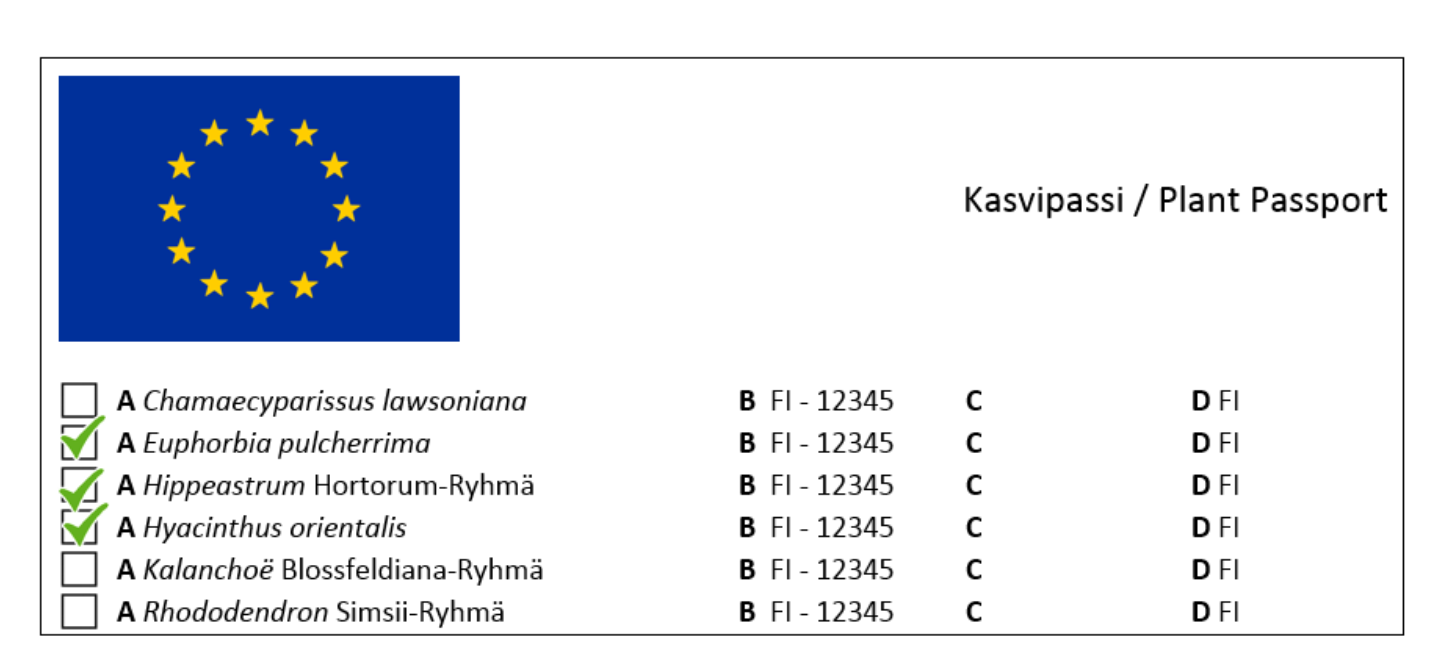 Kasvipassi / Plant Passport
A Chamaecyparissus lawsoniana B FI - 12345 C D FI
A Euphorbia pulcherrima B FI - 12345 C D FI
A Hippeastrum Hortorum-Ryhmä B FI - 12345 C D FI
A Hyacinthus orientalis B FI - 12345 C D FI
A Kalanchoë Blossfeldiana-Ryhmä B FI - 12345 C D FI
A Rhododendron Simsii-Ryhmä B FI - 12345 C D FI